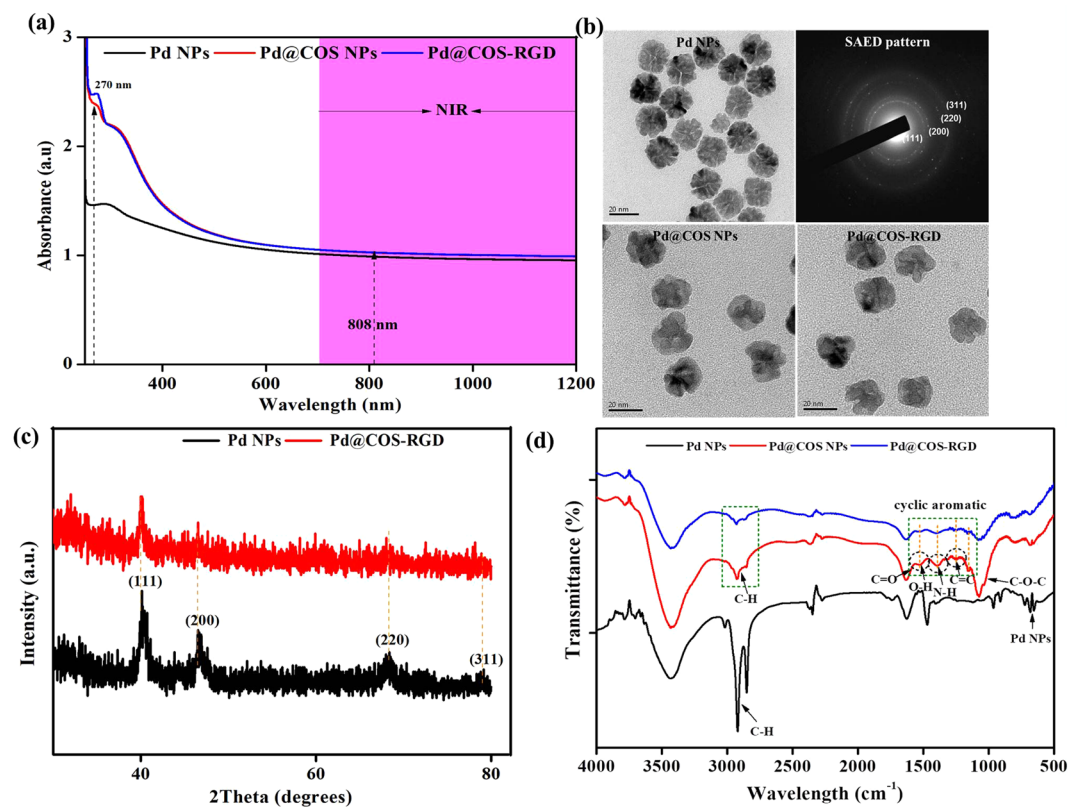 (a)
3
Pd NPs Pd@COS NPs Pd@COS-RGD
270 nm
NIR
2
1
808 nm
0
Absorbance (a.u)
400 600 800 1000 1200
Wavelength (nm)
(b)
Pd NPs
20 nm
SAED pattern
(311)
(220)
(200)
(111)
Pd@COS NPs
20 nm
Pd@COS-RGD
20 nm
(c)
Pd NPs Pd@COS-RGD
(111)
(200)
(220)
(311)
Intensity (a.u.)
40 60 80
2Theta (degrees)
(d)
Pd NPs Pd@COS NPs Pd@COS-RGD
cyclic aromatic
C-H
C=O
O-H
N-H
C=C
C-O-C
Pd NPs
C-H
Transmittance (%)
4000 3500 3000 2500 2000 1500 1000 500
Wavelength (cm-1)